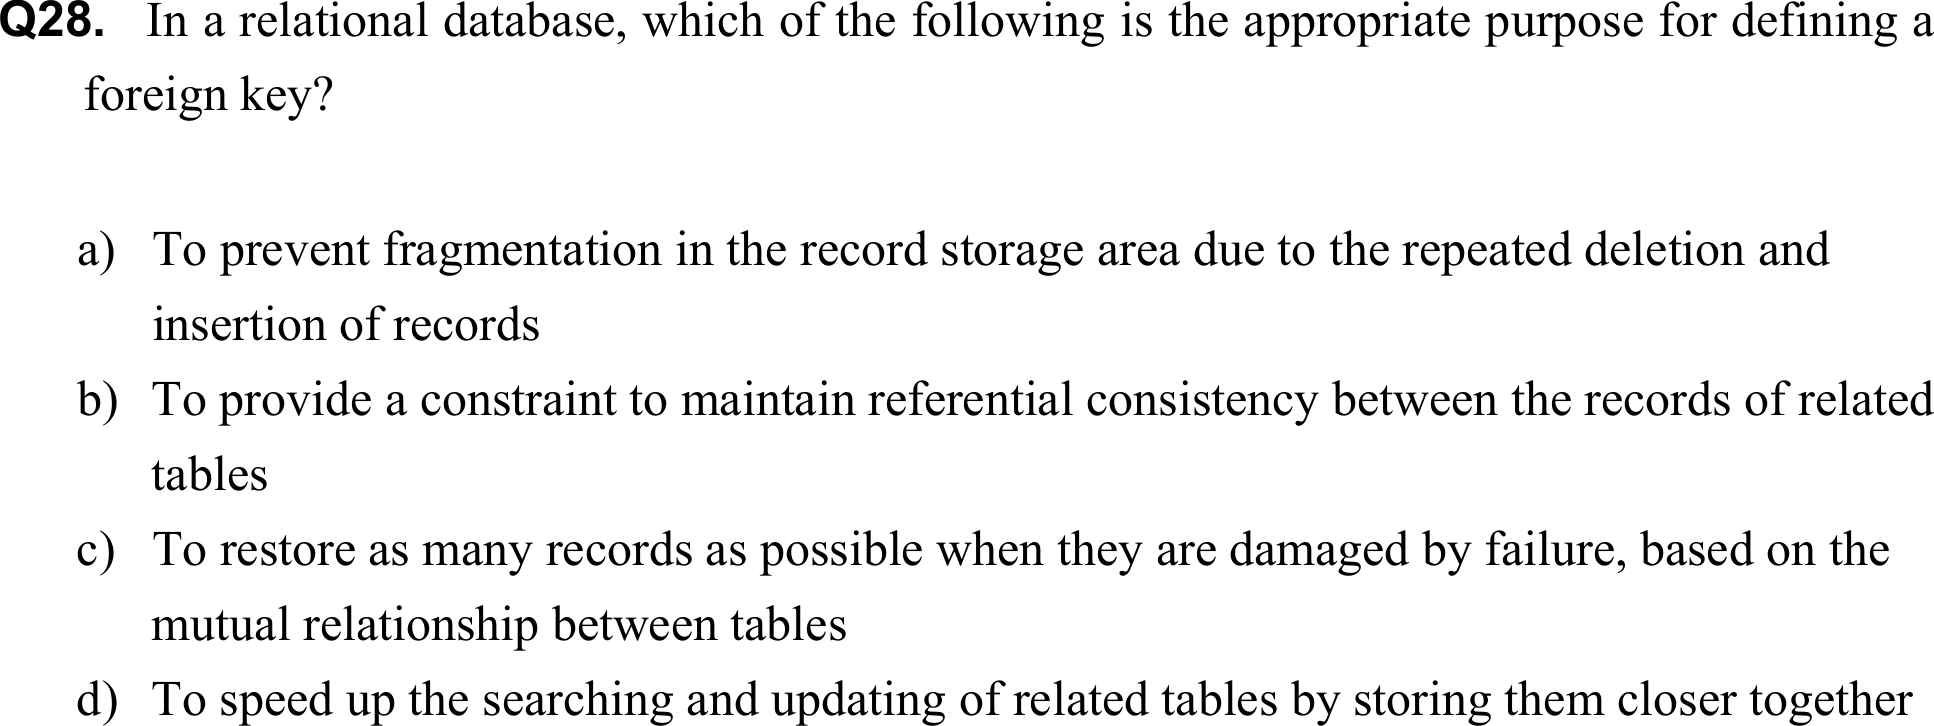 Q28. In a relational database, which of the following is the appropriate purpose for defining a
foreign key?
a) To prevent fragmentation in the record storage area due to the repeated deletion and
insertion of records
b) To provide a constraint to maintain referential consistency between the records of related
tables
c) To restore as many records as possible when they are damaged by failure, based on the
mutual relationship between tables
d) To speed up the searching and updating of related tables by storing them closer together